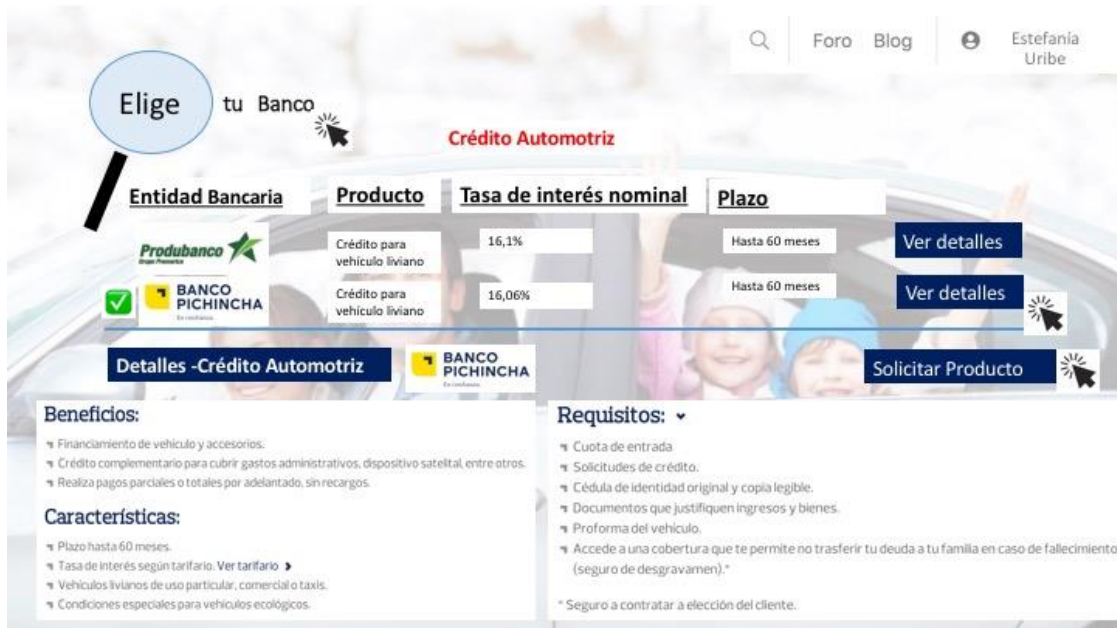 Foro Blog Estefanía
Uribe
Elige tu Banco
Crédito Automotriz
Entidad Bancaria Producto Tasa de interés nominal Plazo
Produbanco
Grupo Promerica
Crédito para
vehículo liviano
16,1%
Hasta 60 meses
Ver detalles
BANCO
PICHINCHA
En confianza.
Crédito para
vehículo liviano
16,06%
Hasta 60 meses
Ver detalles
Detalles -Crédito Automotriz
BANCO
PICHINCHA
En confianza.
Solicitar Producto
Beneficios:
Financiamiento de vehículo y accesorios.
Crédito complementario para cubrir gastos administrativos, dispositivo satelital, entre otros.
Realiza pagos parciales o totales por adelantado, sin recargos.
Características:
Plazo hasta 60 meses.
Tasa de interés según tarifario. Ver tarifario
Vehículos livianos de uso particular, comercial o taxis.
Condiciones especiales para vehículos ecológicos.
Requisitos:
Cuota de entrada
Solicitudes de crédito.
Cédula de identidad original y copia legible.
Documentos que justifiquen ingresos y bienes.
Proforma del vehículo.
Accede a una cobertura que te permite no trasferir tu deuda a tu familia en caso de fallecimiento
(seguro de desgravamen).*
* Seguro a contratar a elección del cliente.